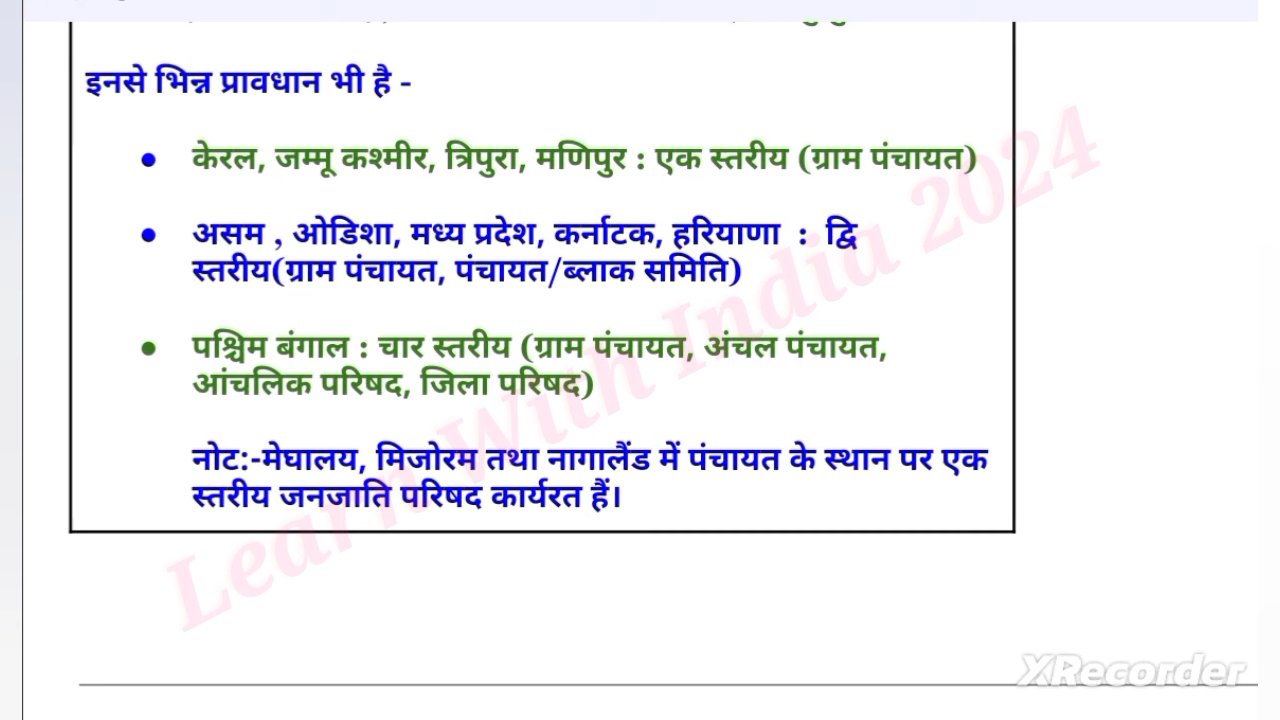 इनसे भिन्न प्रावधान भी है -
केरल, जम्मू कश्मीर, त्रिपुरा, मणिपुर : एक स्तरीय (ग्राम पंचायत)
असम , ओडिशा, मध्य प्रदेश, कर्नाटक, हरियाणा : द्वि
स्तरीय(ग्राम पंचायत, पंचायत/ब्लाक समिति)
पश्चिम बंगाल : चार स्तरीय (ग्राम पंचायत, अंचल पंचायत,
आंचलिक परिषद, जिला परिषद)
नोट:-मेघालय, मिजोरम तथा नागालैंड में पंचायत के स्थान पर एक
स्तरीय जनजाति परिषद कार्यरत हैं।
Learn With India 2024
XRecorder